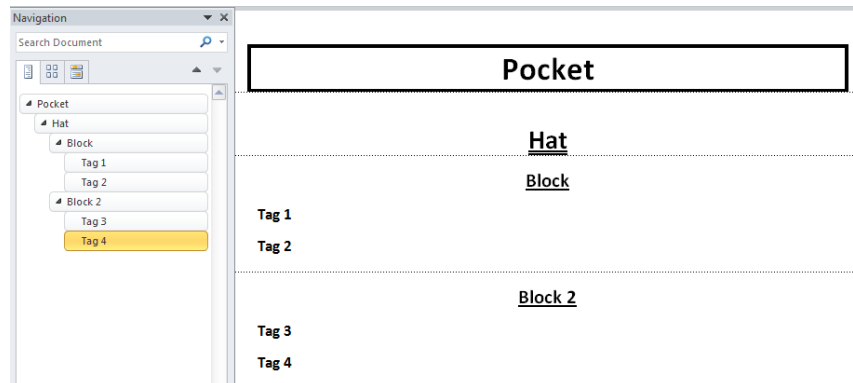 Navigation
Search Document
Pocket
Hat
Block
Tag 1
Tag 2
Block 2
Tag 3
Tag 4
Pocket
Hat
Block
Tag 1
Tag 2
Block 2
Tag 3
Tag 4